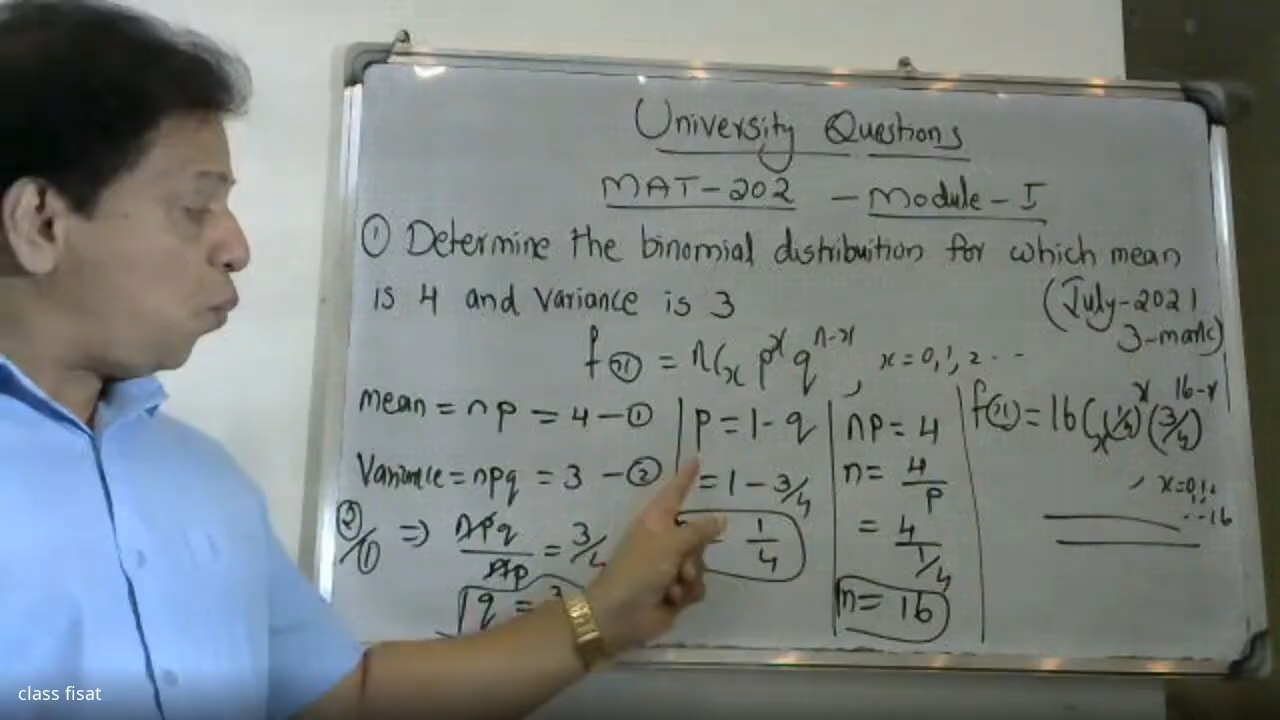 University Questions
MAT-202 - Module - I
① Determine the binomial distribuition for which mean
is 4 and variance is 3
(July-2021
3-mark)
f(x) = nCx p^x q^n-x , x=0,1,2 ...
mean = np = 4 - ①
Variance = npq = 3 - ②
②/① ⇒ npq/np = 3/4
q =
p = 1 - q
= 1 - 3/4
1/4
np = 4
n = 4/p
= 4/1/4
n = 16
f(x) = 16Cx (1/4)^x (3/4)^16-x
, x=0,1,
...16
class fisat